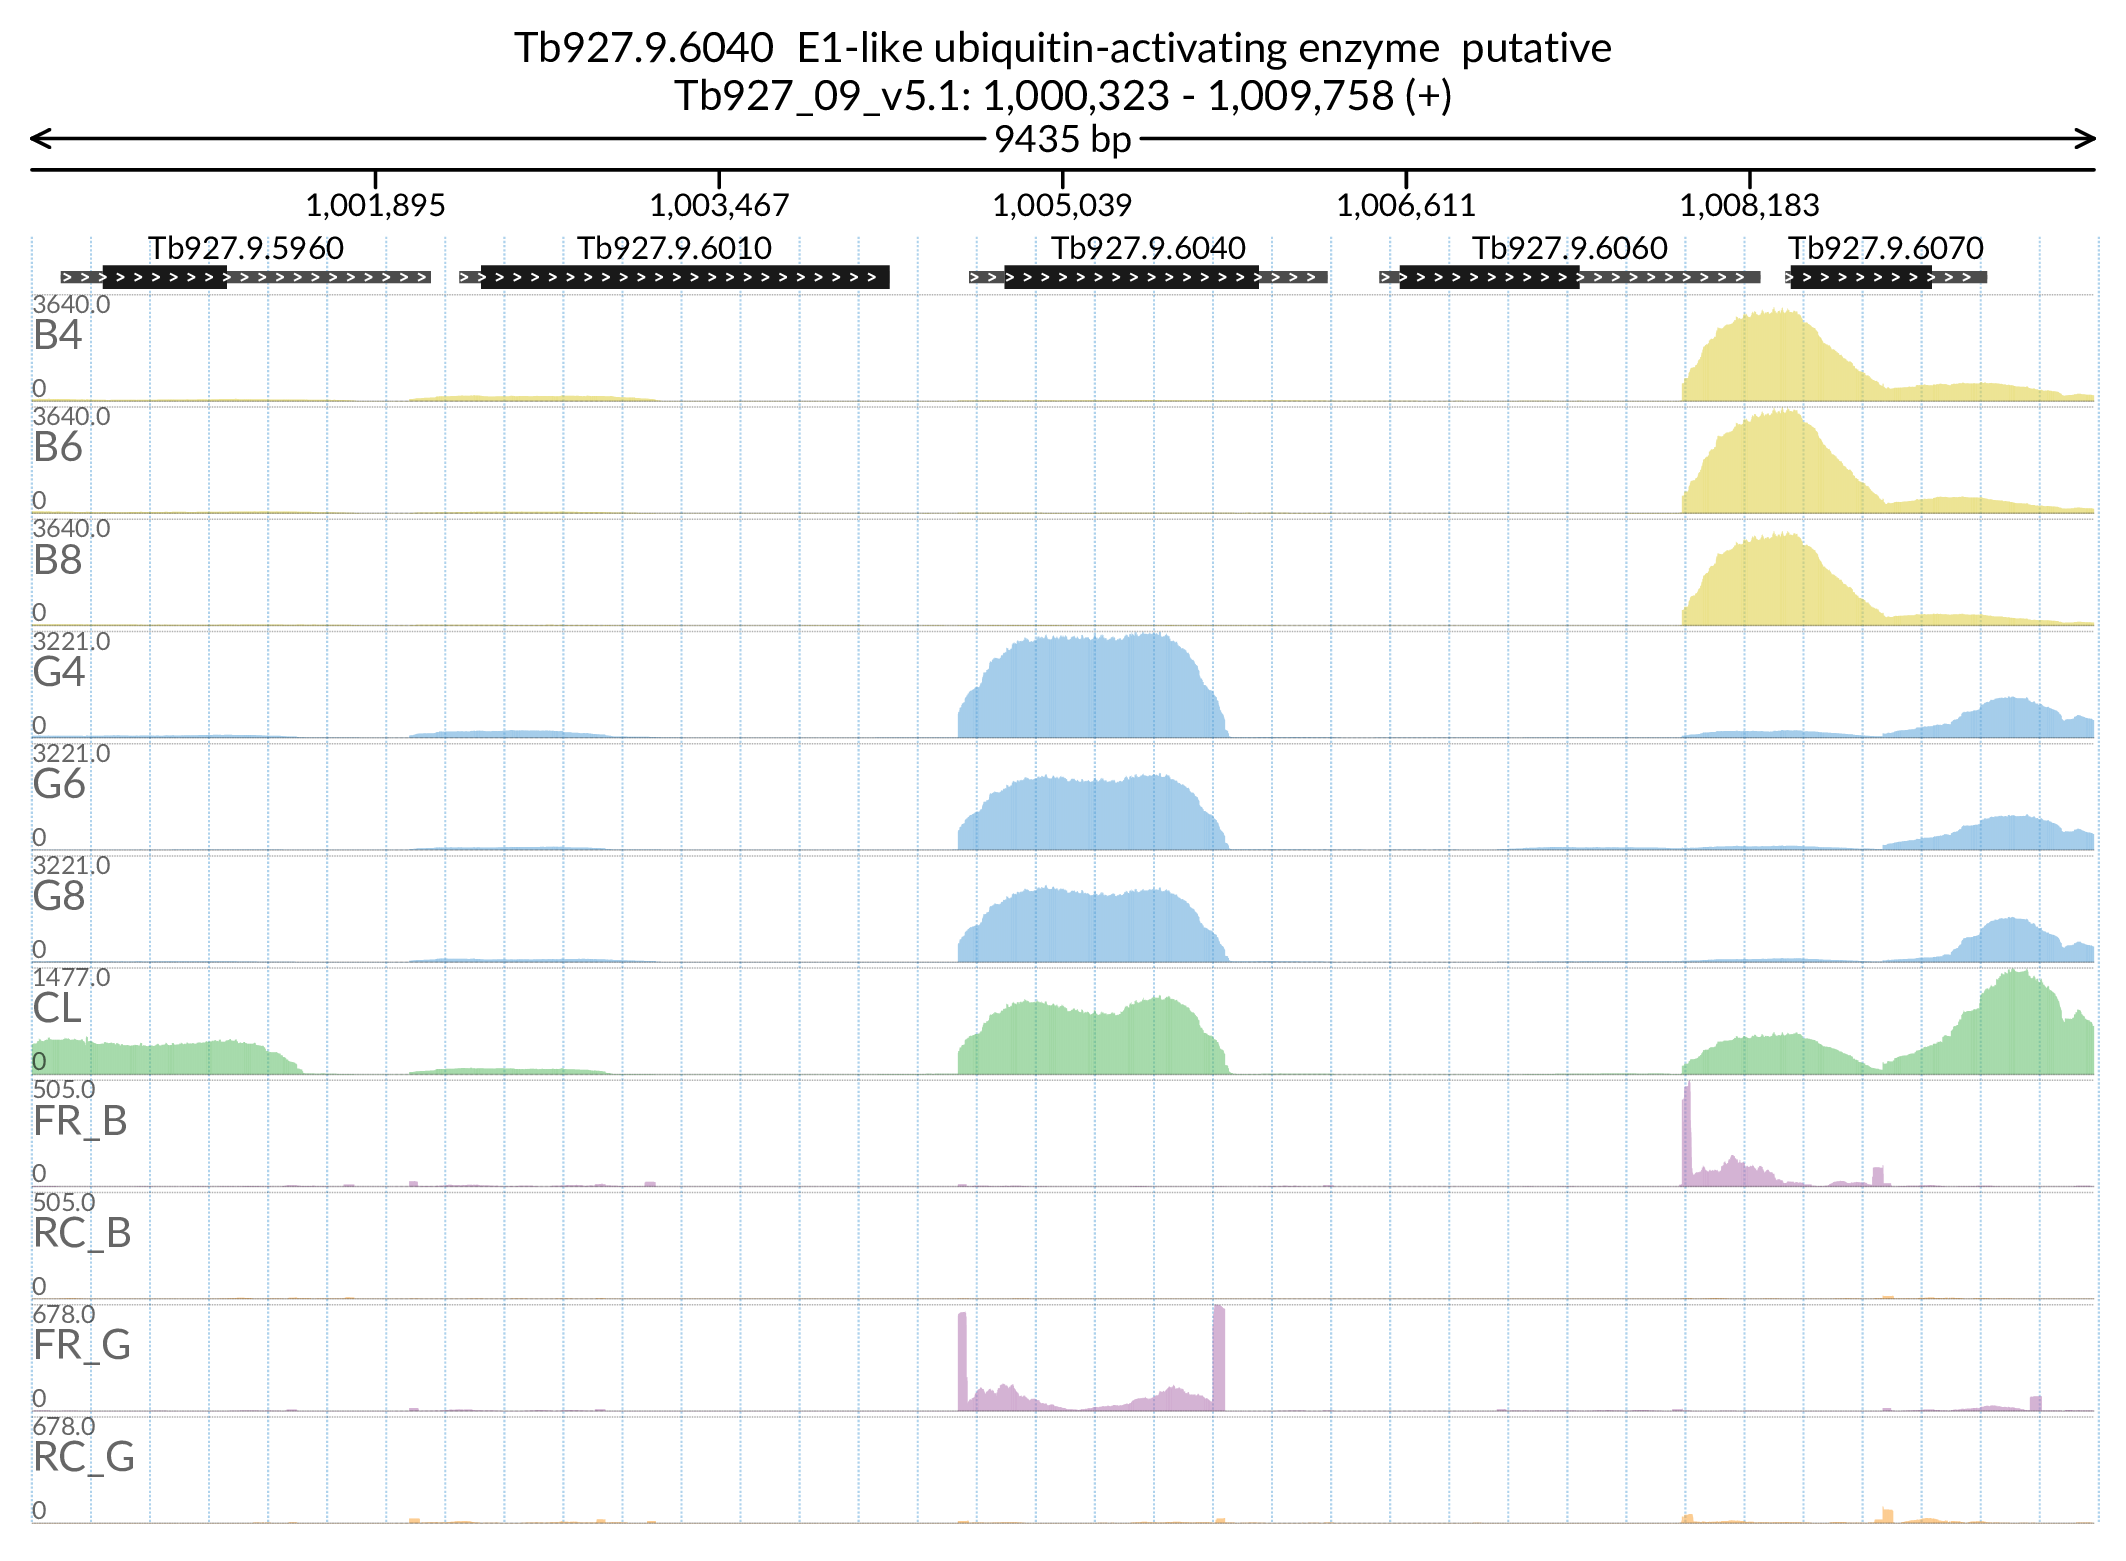 Tb927.9.6040  E1-like ubiquitin-activating enzyme  putative
Tb927_09_v5.1: 1,000,323 - 1,009,758 (+)
9435 bp
1,001,895 1,003,467 1,005,039 1,006,611 1,008,183
Tb927.9.5960 Tb927.9.6010 Tb927.9.6040 Tb927.9.6060 Tb927.9.6070
3640.0
B4
0
3640.0
B6
0
3640.0
B8
0
3221.0
G4
0
3221.0
G6
0
3221.0
G8
0
1477.0
CL
0
505.0
FR_B
0
505.0
RC_B
0
678.0
FR_G
0
678.0
RC_G
0